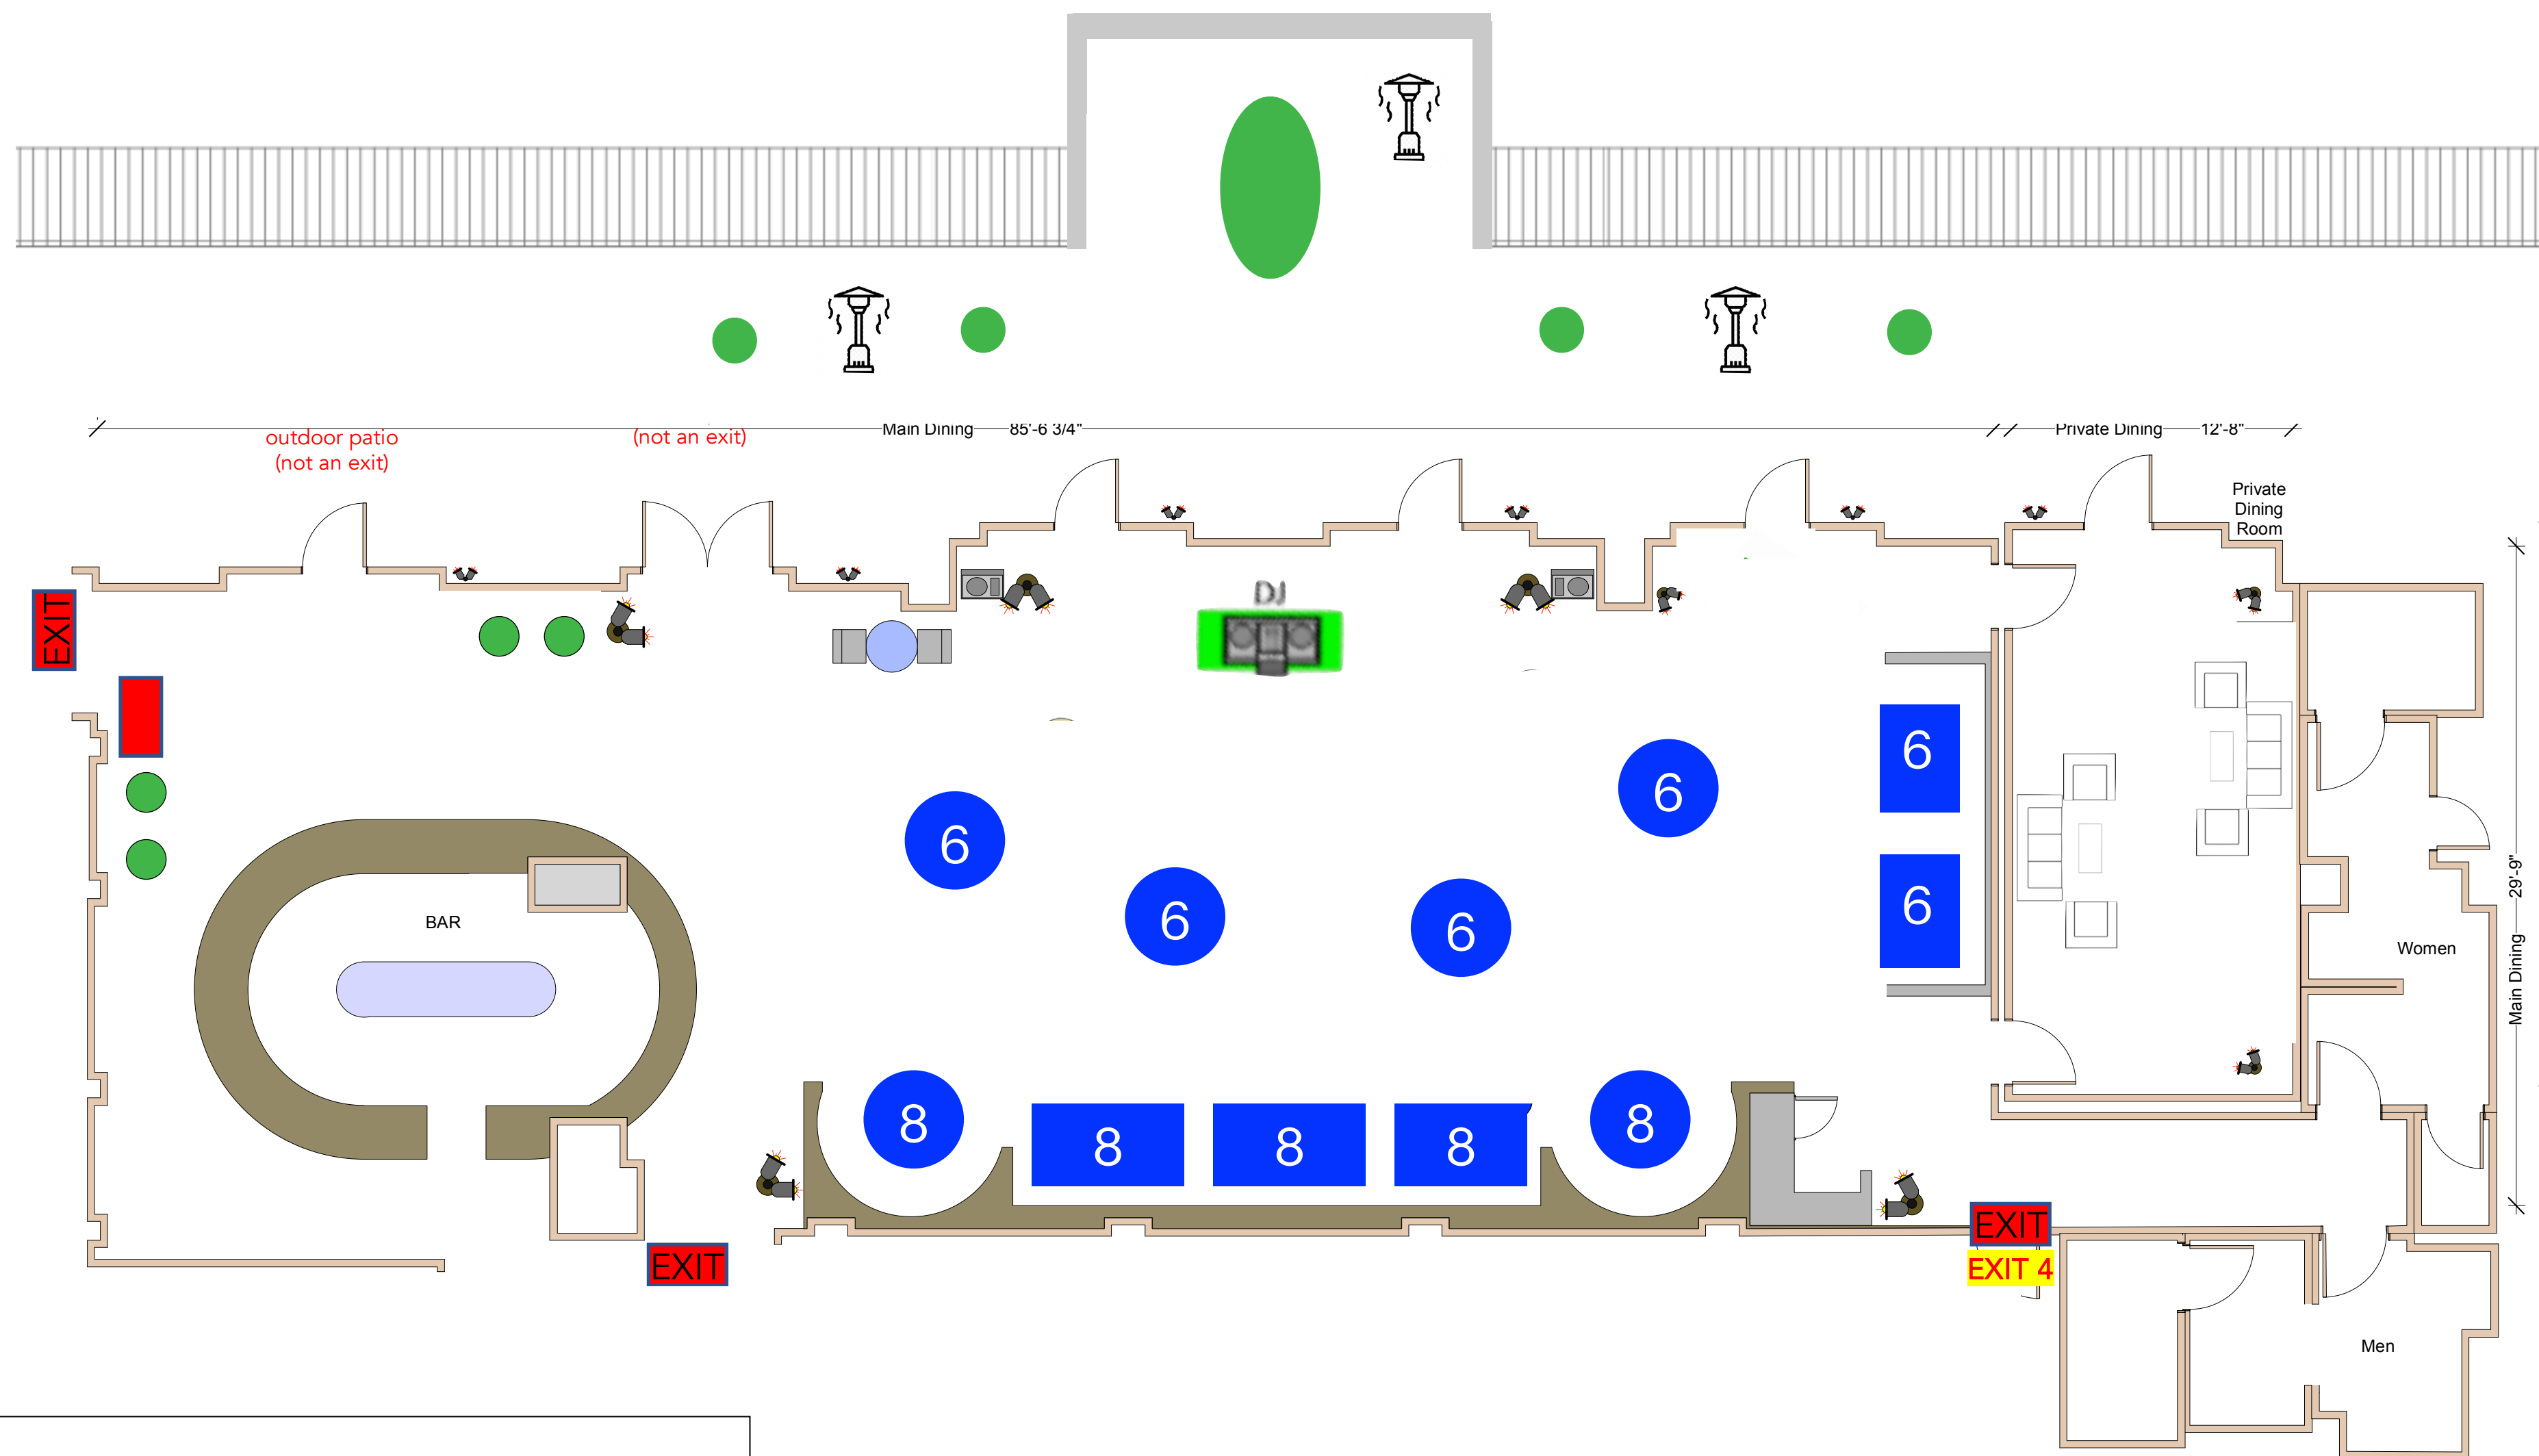 Main Dining 85'-6 3/4"
Private Dining 12'-8"
outdoor patio
(not an exit)
(not an exit)
Private
Dining
Room
EXIT
DJ
6
6
6
6
6
6
BAR
Women
Main Dining 29'-9"
8
8
8
8
8
EXIT
EXIT
EXIT 4
Men